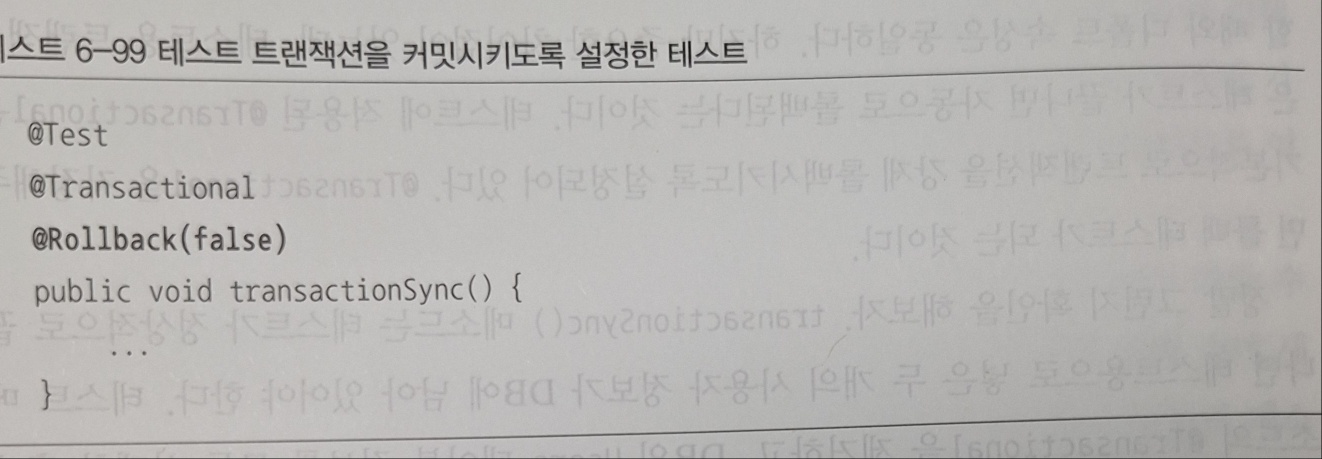 스트 6-99 테스트 트랜잭션을 커밋시키도록 설정한 테스트
@Test
@Transactional
@Rollback(false)
public void transactionSync() {
...
}